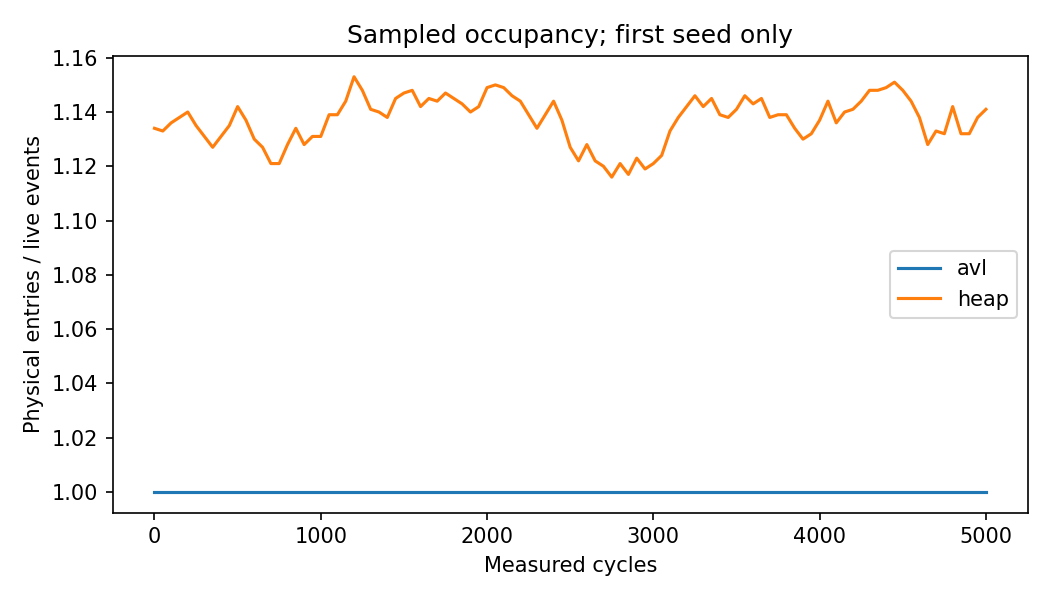 Sampled occupancy; first seed only
1.16
1.14
1.12
1.10
1.08
1.06
1.04
1.02
1.00
Physical entries / live events
avl
heap
0 1000 2000 3000 4000 5000
Measured cycles